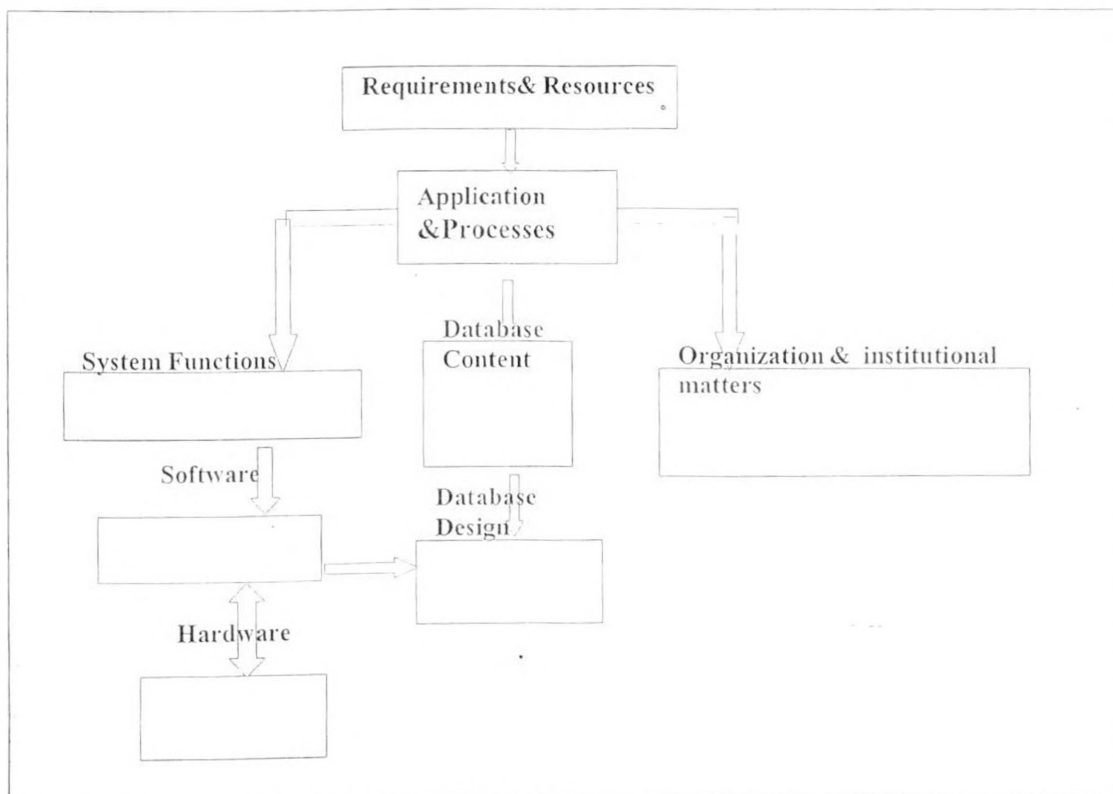 Requirements& Resources
Application
&Processes
Database
Content
System Functions
Organization & institutional
matters
Software
Database
Design
Hardware